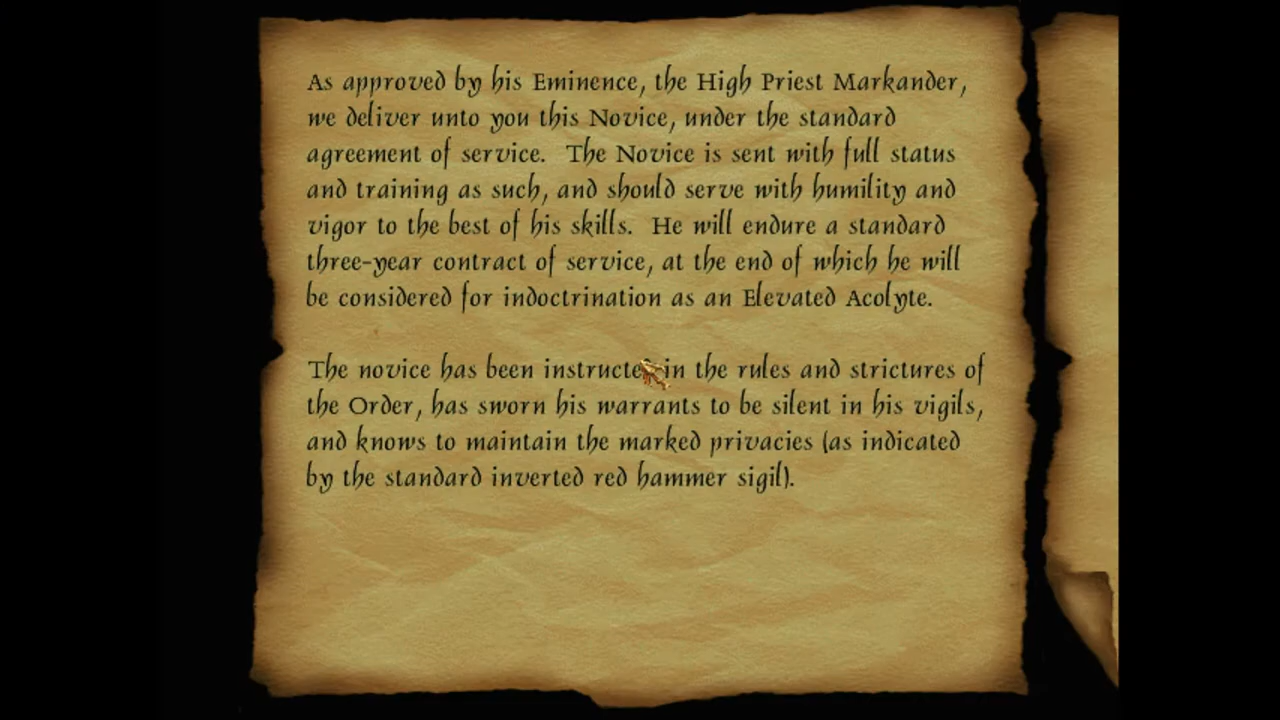 As approved by his Eminence, the High Priest Markander,
we deliver unto you this Novice, under the standard
agreement of service.  The Novice is sent with full status
and training as such, and should serve with humility and
vigor to the best of his skills.  He will endure a standard
three-year contract of service, at the end of which he will
be considered for indoctrination as an Elevated Acolyte.
The novice has been instructed in the rules and strictures of
the Order, has sworn his warrants to be silent in his vigils,
and knows to maintain the marked privacies (as indicated
by the standard inverted red hammer sigil).